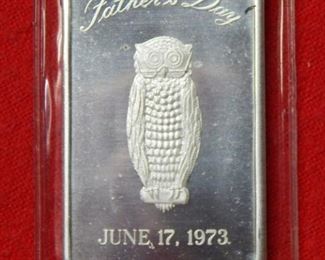 Father's Day
JUNE 17, 1973